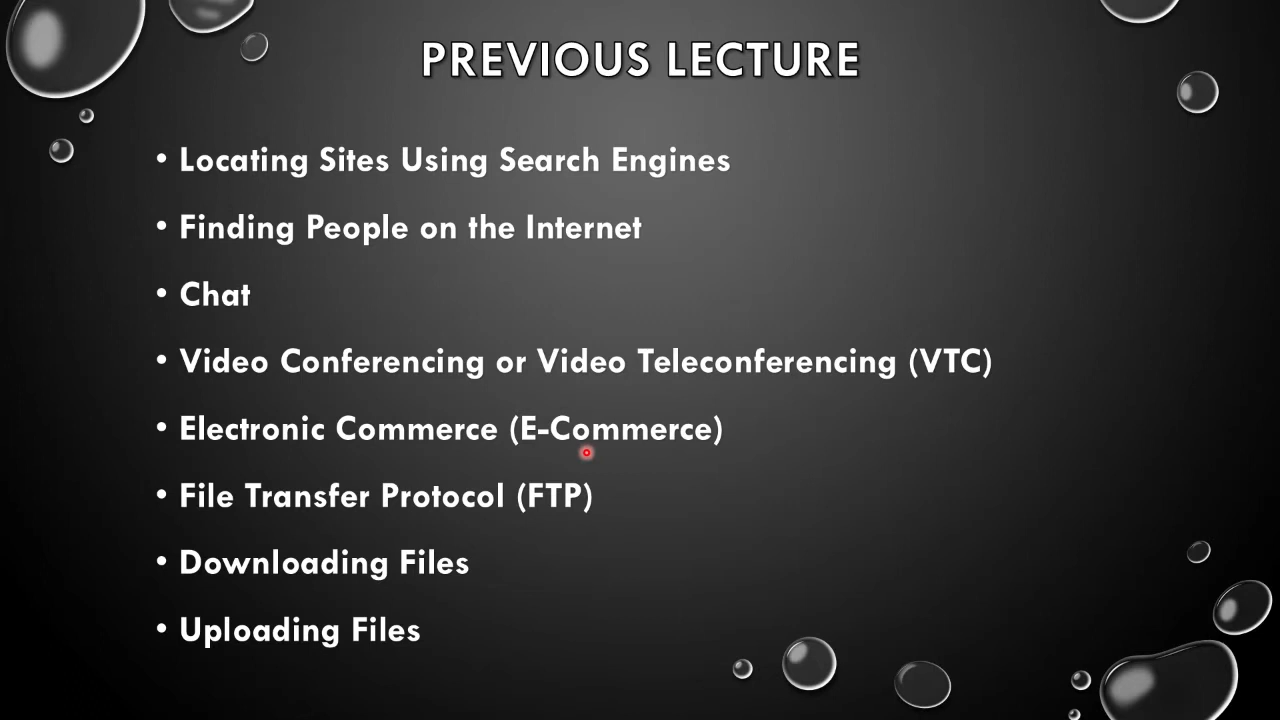 PREVIOUS LECTURE
• Locating Sites Using Search Engines
• Finding People on the Internet
• Chat
• Video Conferencing or Video Teleconferencing (VTC)
• Electronic Commerce (E-Commerce)
• File Transfer Protocol (FTP)
• Downloading Files
• Uploading Files